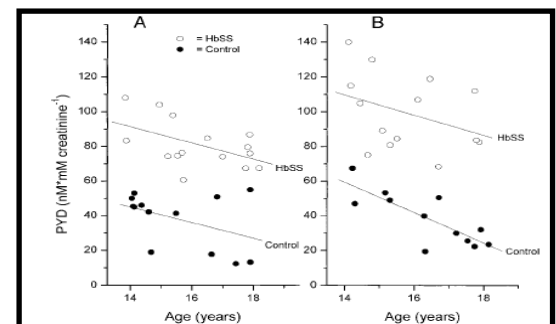 A
B
○ = HbSS
● = Control
PYD (nM*mM creatinine⁻¹)
140
120
100
80
60
40
20
0
HbSS
Control
14
16
18
Age (years)
140
120
100
80
60
40
20
0
HbSS
Control
14
16
18
Age (years)